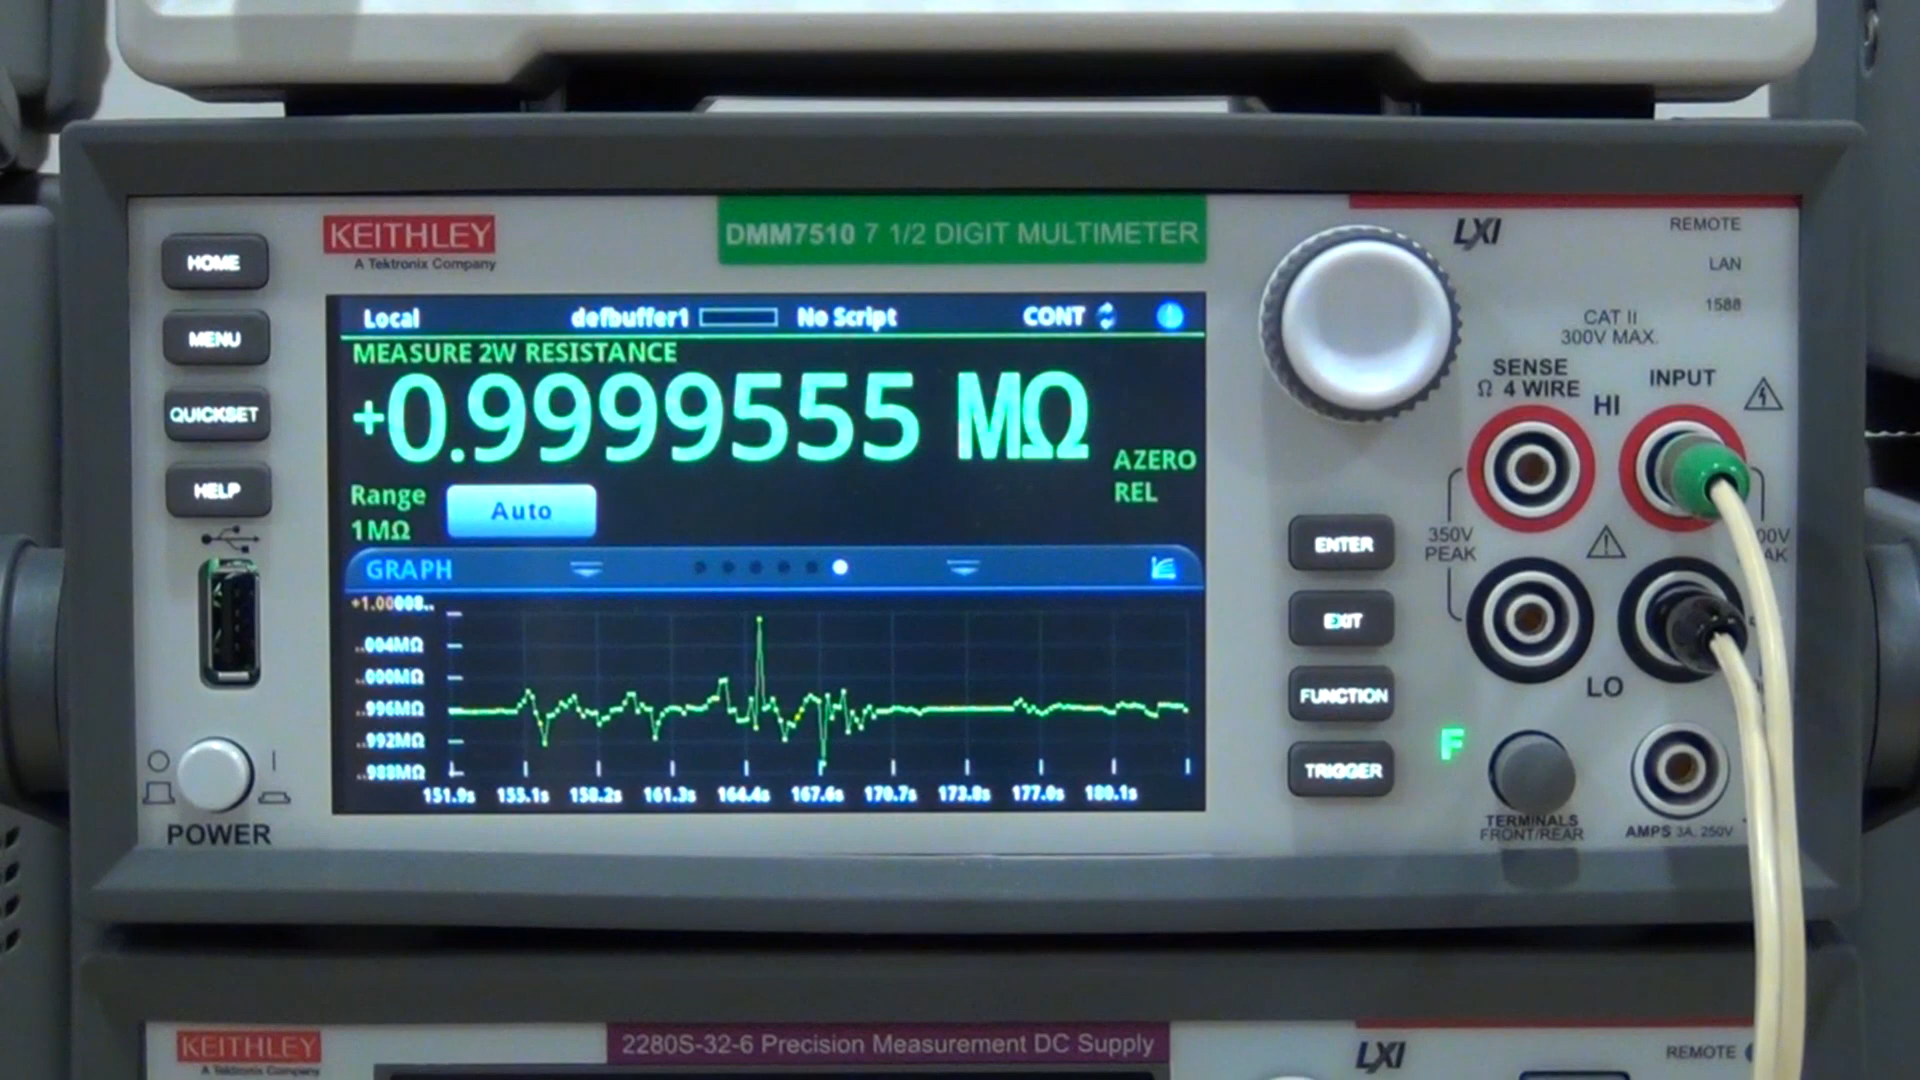 KEITHLEY
A Tektronix Company
DMM7510 7 1/2 DIGIT MULTIMETER
LXI
REMOTE
LAN
1588
HOME
MENU
QUICKSET
HELP
POWER
Local defbuffer1 No Script CONT
MEASURE 2W RESISTANCE
+0.9999555 MΩ
AZERO
REL
Range
1MΩ
Auto
GRAPH
+1.00008..
..004MΩ
..000MΩ
..996MΩ
..992MΩ
..988MΩ
151.9s 155.1s 158.2s 161.3s 164.4s 167.6s 170.7s 173.8s 177.0s 180.1s
CAT II
300V MAX.
SENSE
Ω 4 WIRE
HI
INPUT
350V
PEAK
LO
ENTER
EXIT
FUNCTION
TRIGGER
F
TERMINALS
FRONT/REAR
AMPS 3A, 250V
KEITHLEY
A Tektronix Company
2280S-32-6 Precision Measurement DC Supply
LXI
REMOTE